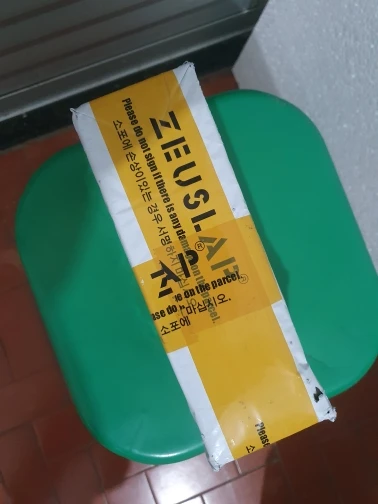 ZEUSLAP
Please do not sign if there is any damage on the parcel.
소포에 손상이있는 경우 서명하지 마십시오.
e on the parcel.
ase do
마십시오.
소포에
Please